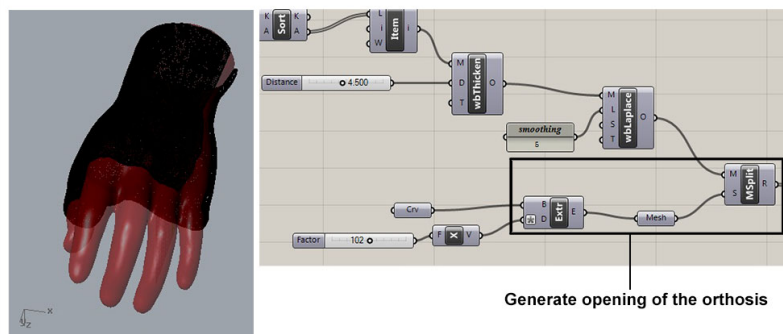 K
A
Sort
K
A
L
i
W
Item
i
Distance
4.500
M
D
T
wbThicken
O
smoothing
5
M
L
S
T
wbLaplace
O
Crv
B
D
Extr
E
Mesh
M
S
MSplit
R
Factor
102
F
X
V
x
y
z
Generate opening of the orthosis